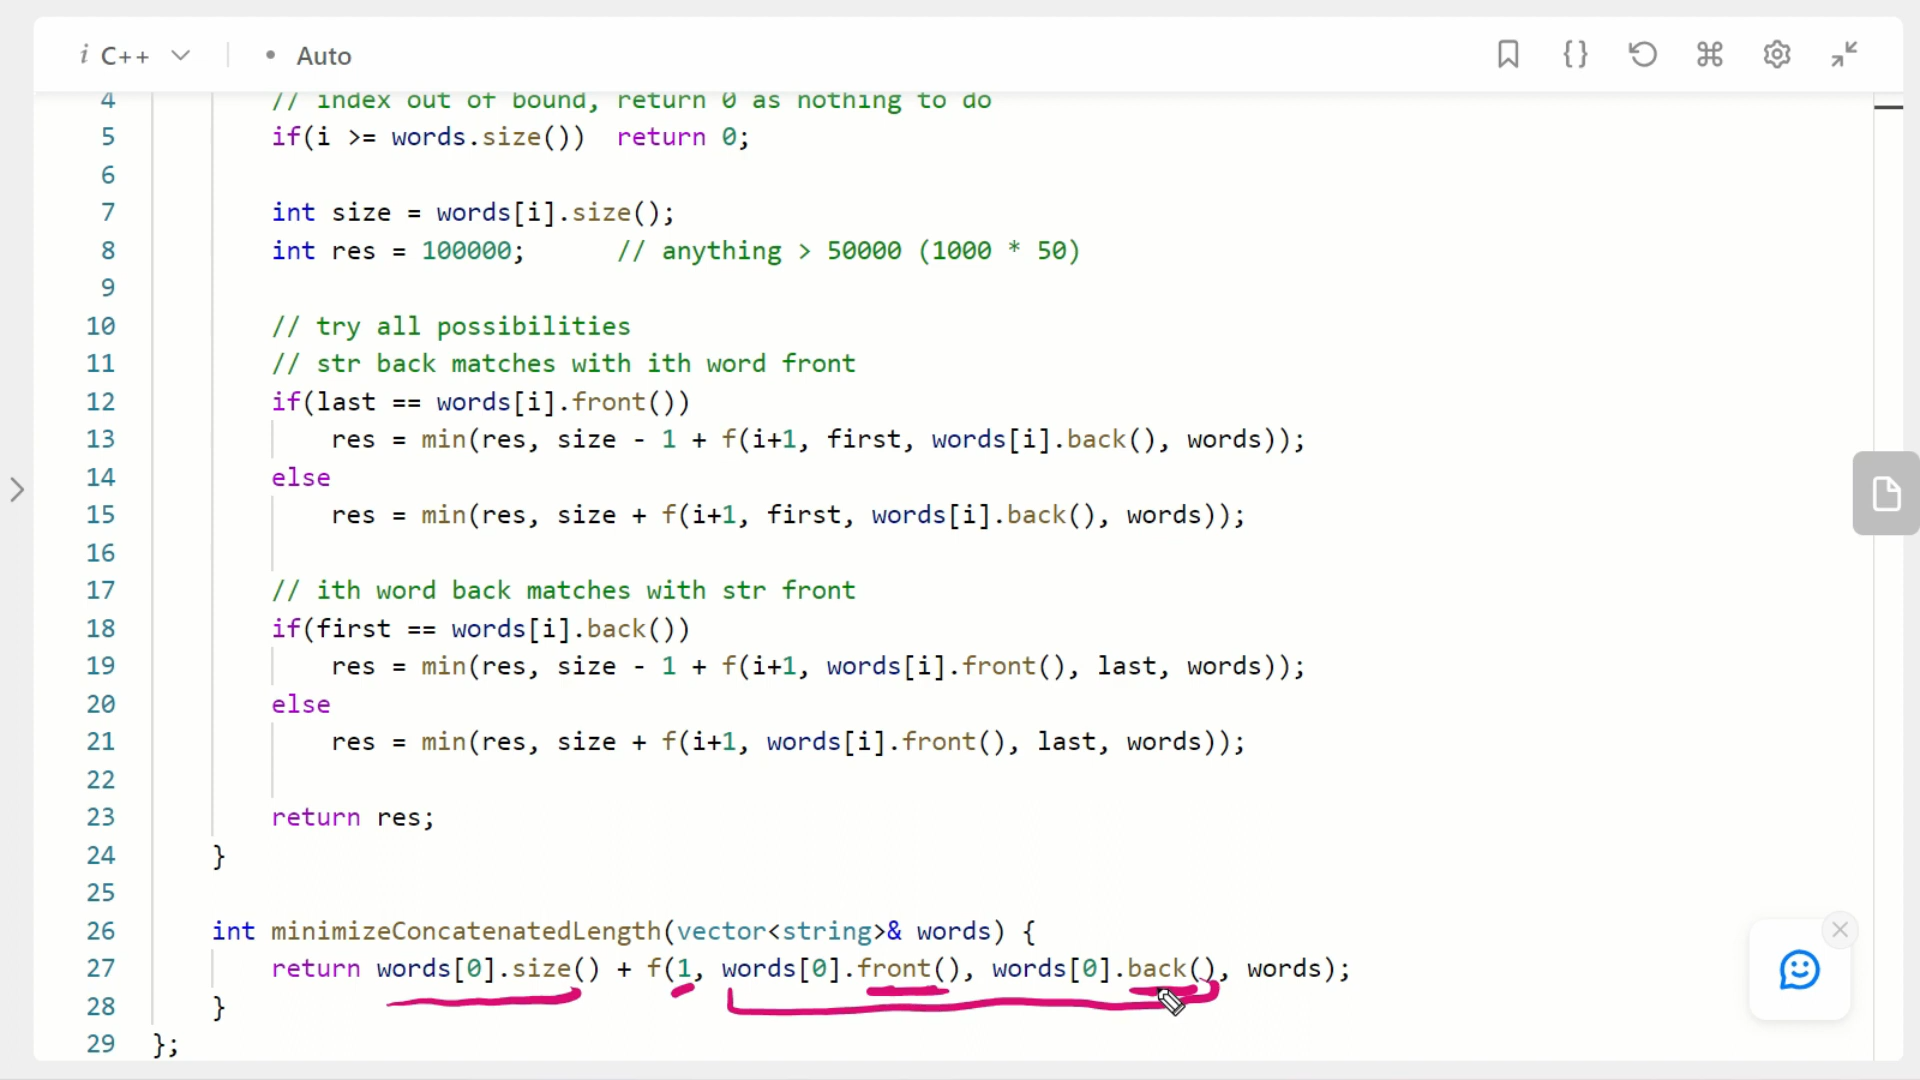 i C++ • Auto
4 // index out of bound, return 0 as nothing to do
5 if(i >= words.size())  return 0;
6
7 int size = words[i].size();
8 int res = 100000;      // anything > 50000 (1000 * 50)
9
10 // try all possibilities
11 // str back matches with ith word front
12 if(last == words[i].front())
13 res = min(res, size - 1 + f(i+1, first, words[i].back(), words));
14 else
15 res = min(res, size + f(i+1, first, words[i].back(), words));
16
17 // ith word back matches with str front
18 if(first == words[i].back())
19 res = min(res, size - 1 + f(i+1, words[i].front(), last, words));
20 else
21 res = min(res, size + f(i+1, words[i].front(), last, words));
22
23 return res;
24 }
25
26 int minimizeConcatenatedLength(vector<string>& words) {
27 return words[0].size() + f(1, words[0].front(), words[0].back(), words);
28 }
29 };